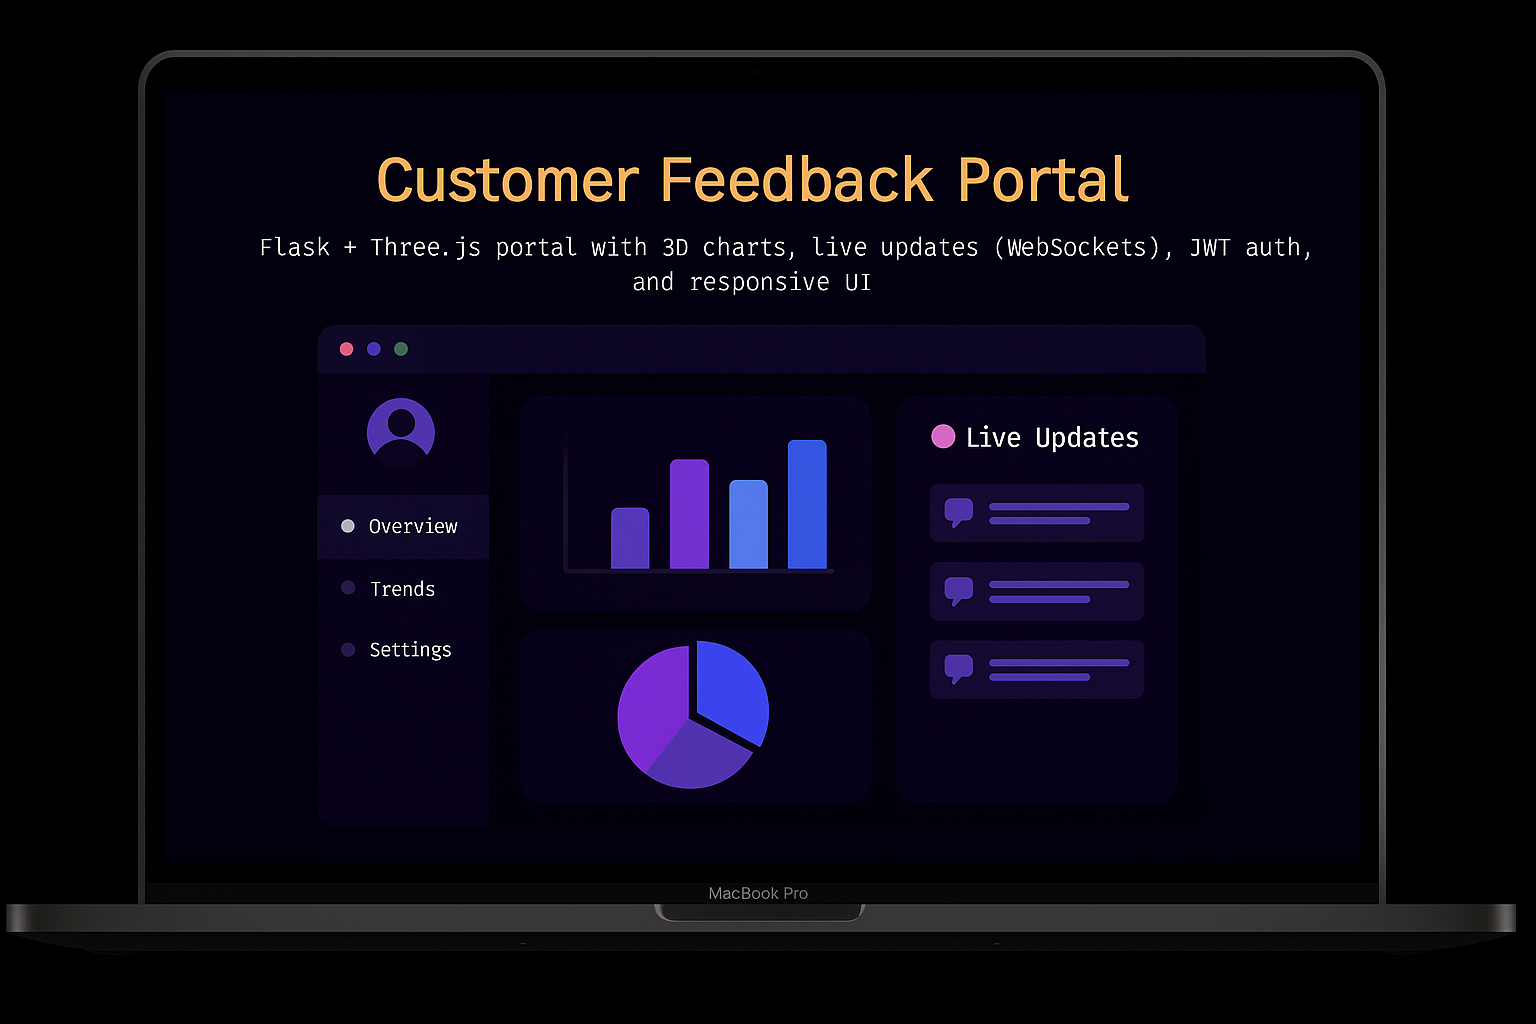 Customer Feedback Portal
Flask + Three.js portal with 3D charts, live updates (WebSockets), JWT auth,
and responsive UI
Overview
Trends
Settings
Live Updates
MacBook Pro